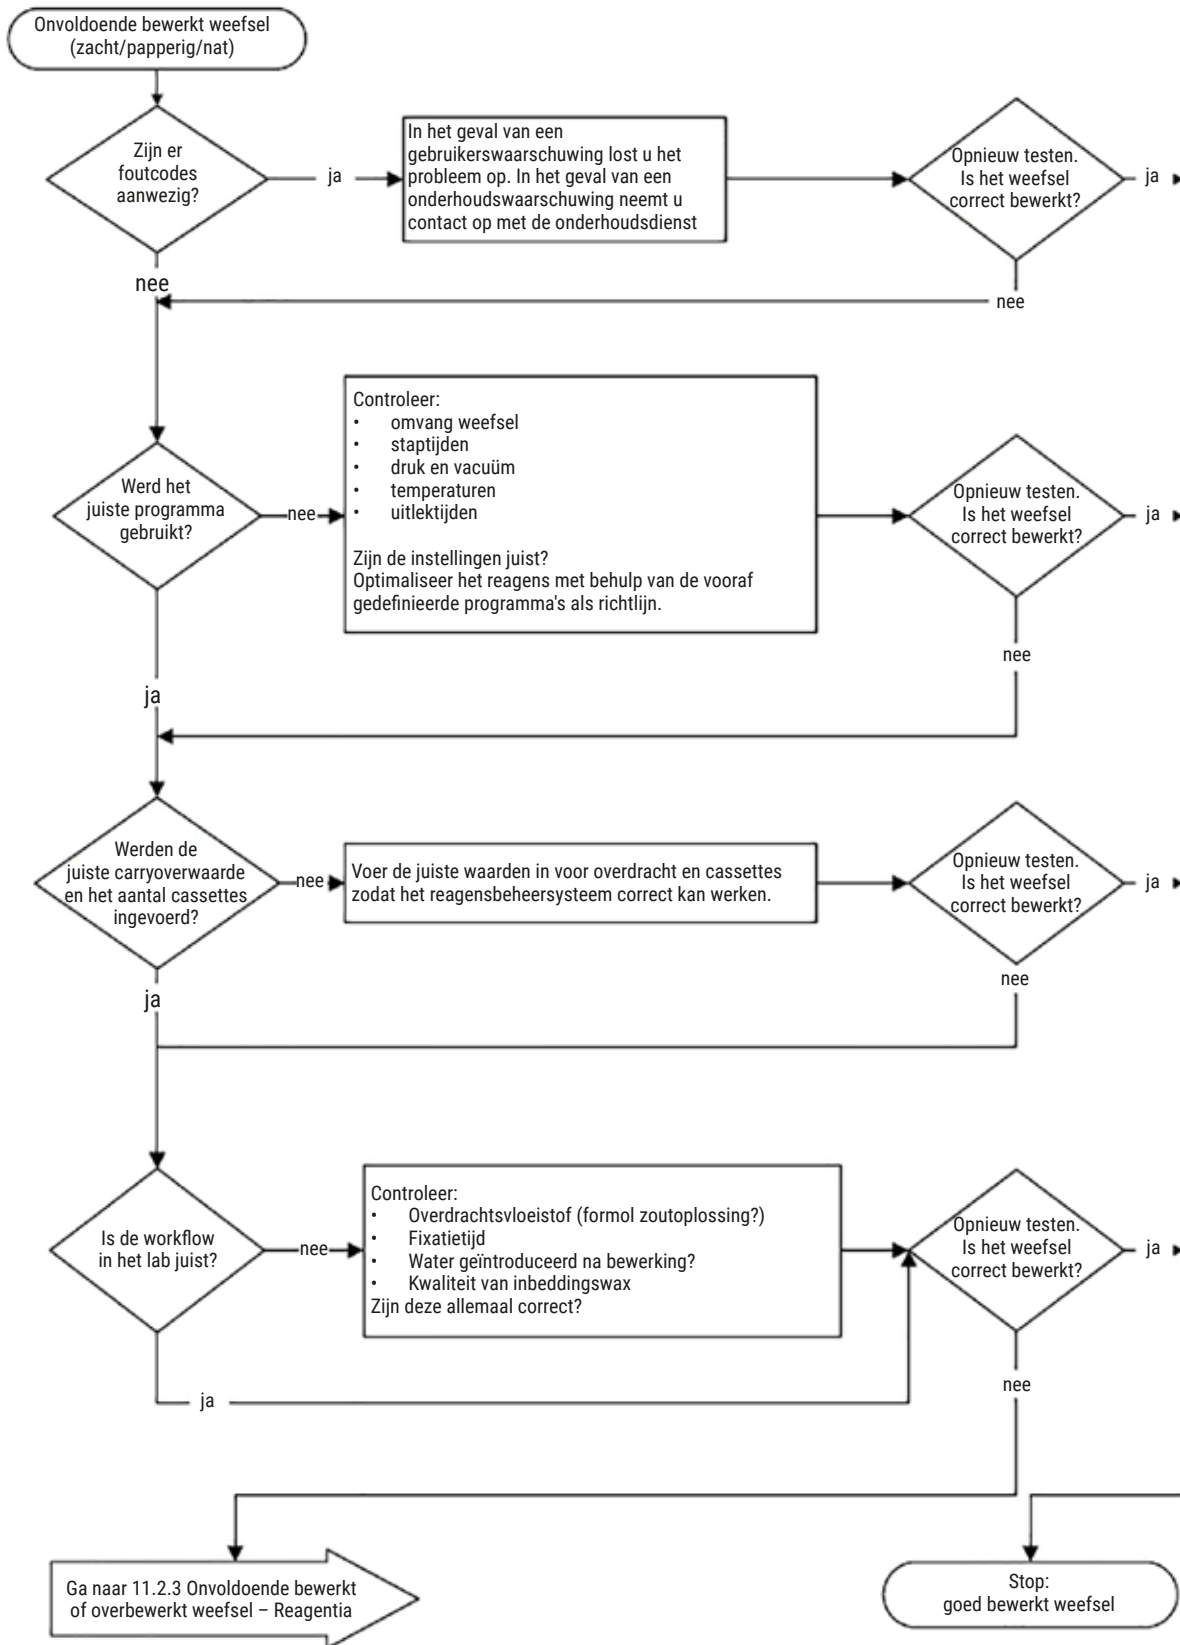 Onvoldoende bewerkt weefsel
(zacht/papperig/nat)
Zijn er
foutcodes
aanwezig?
ja
In het geval van een
gebruikerswaarschuwing lost u het
probleem op. In het geval van een
onderhoudswaarschuwing neemt u
contact op met de onderhoudsdienst
Opnieuw testen.
Is het weefsel
correct bewerkt?
ja
nee
nee
Werd het
juiste programma
gebruikt?
nee
Controleer:
• omvang weefsel
• staptijden
• druk en vacuüm
• temperaturen
• uitlektijden
Zijn de instellingen juist?
Optimaliseer het reagens met behulp van de vooraf
gedefinieerde programma's als richtlijn.
Opnieuw testen.
Is het weefsel
correct bewerkt?
ja
nee
ja
Werden de
juiste carryoverwaarde
en het aantal cassettes
ingevoerd?
nee
Voer de juiste waarden in voor overdracht en cassettes
zodat het reagensbeheersysteem correct kan werken.
Opnieuw testen.
Is het weefsel
correct bewerkt?
ja
nee
ja
Is de workflow
in het lab juist?
nee
Controleer:
• Overdrachtsvloeistof (formol zoutoplossing?)
• Fixatietijd
• Water geïntroduceerd na bewerking?
• Kwaliteit van inbeddingswax
Zijn deze allemaal correct?
Opnieuw testen.
Is het weefsel
correct bewerkt?
ja
nee
ja
Ga naar 11.2.3 Onvoldoende bewerkt
of overbewerkt weefsel – Reagentia
Stop:
goed bewerkt weefsel